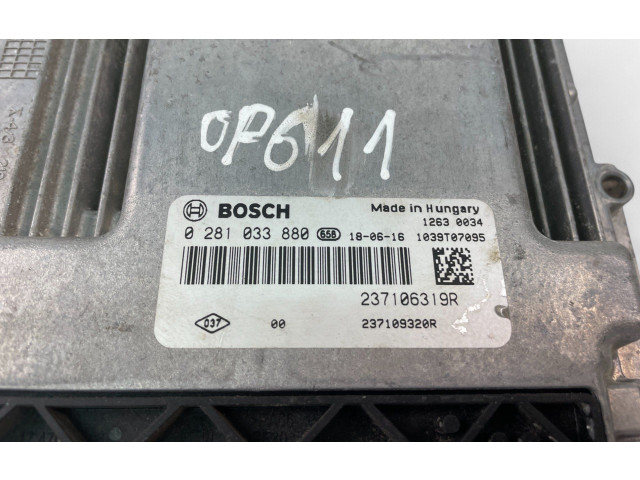 OP611
BOSCH Made in Hungary
1263 0034
0 281 033 880 656 18-06-16 1039T07095
237106319R
037 00 237109320R